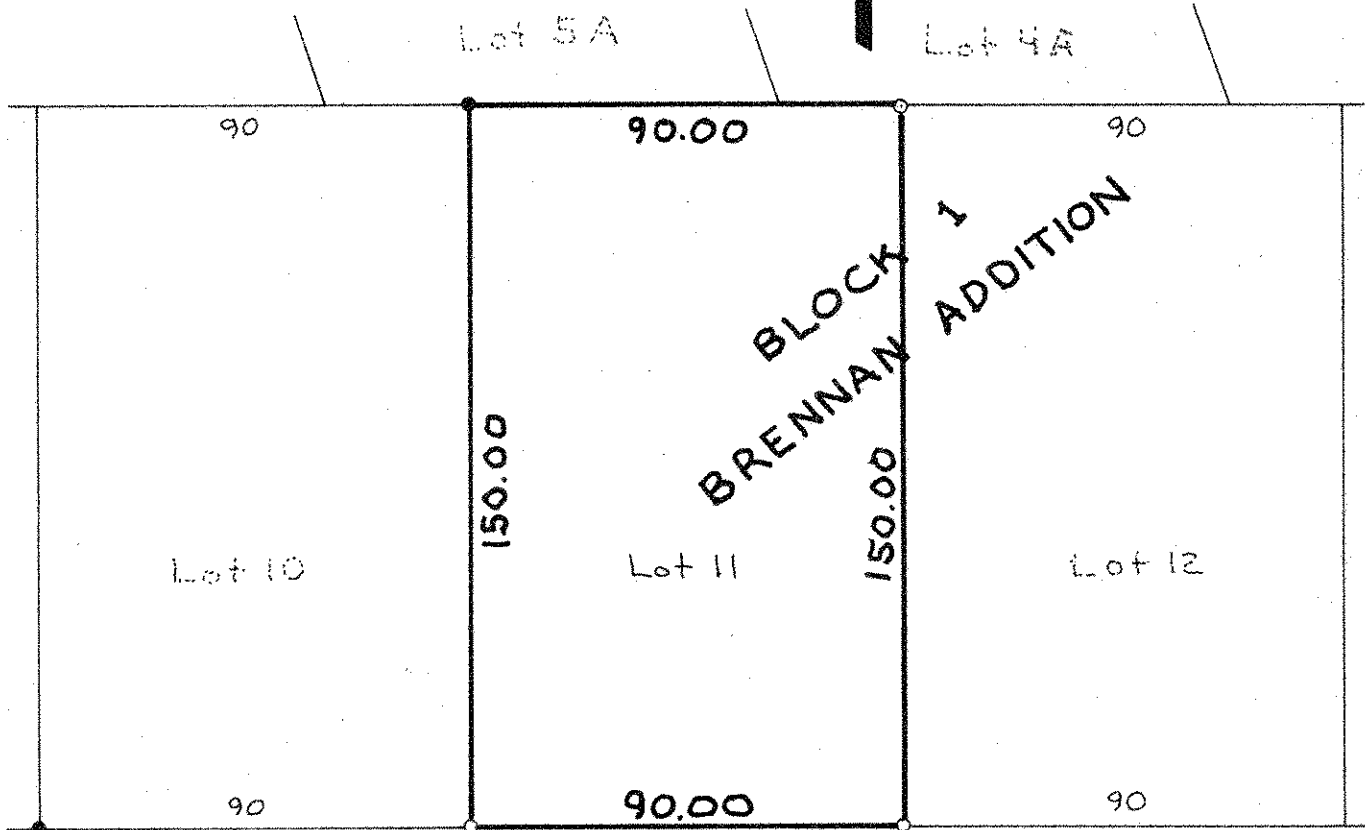 Lot 5A
Lot 4A
90
90.00
90
BLOCK 1
BRENNAN ADDITION
150.00
150.00
Lot 10
Lot 11
Lot 12
90
90.00
90